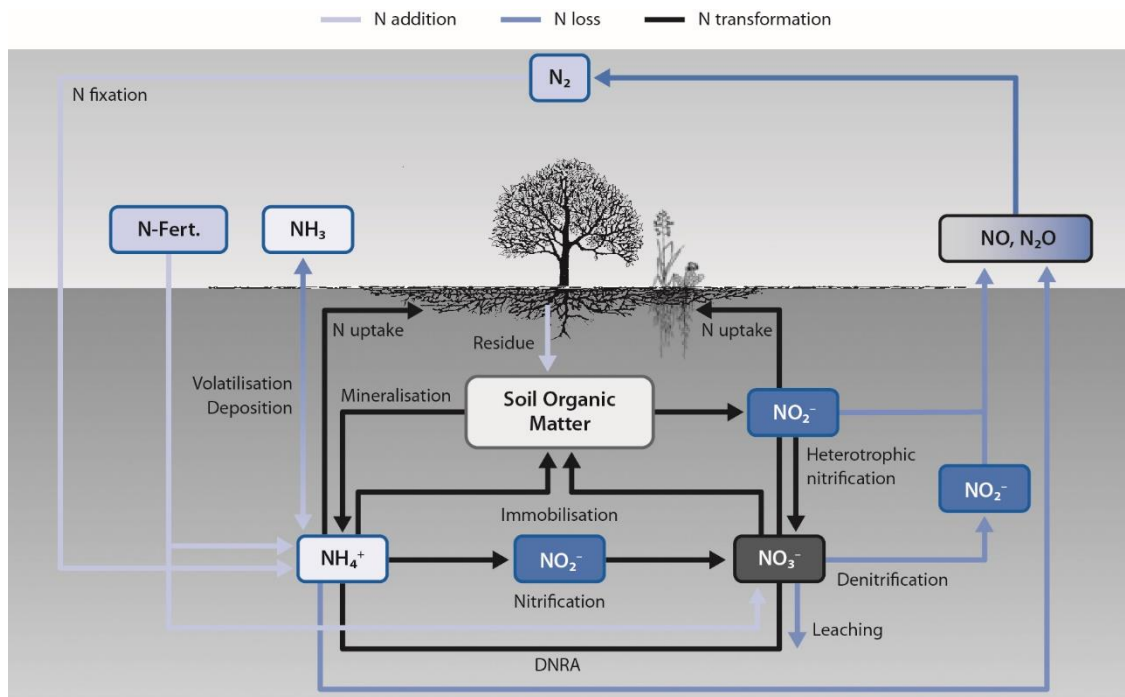 N addition
N loss
N transformation
N₂
N fixation
N-Fert.
NH₃
NO, N₂O
N uptake
N uptake
Residue
Volatilisation
Deposition
Mineralisation
Soil Organic
Matter
NO₂⁻
Heterotrophic
nitrification
NO₂⁻
Immobilisation
NH₄⁺
NO₂⁻
NO₃⁻
Denitrification
Nitrification
Leaching
DNRA